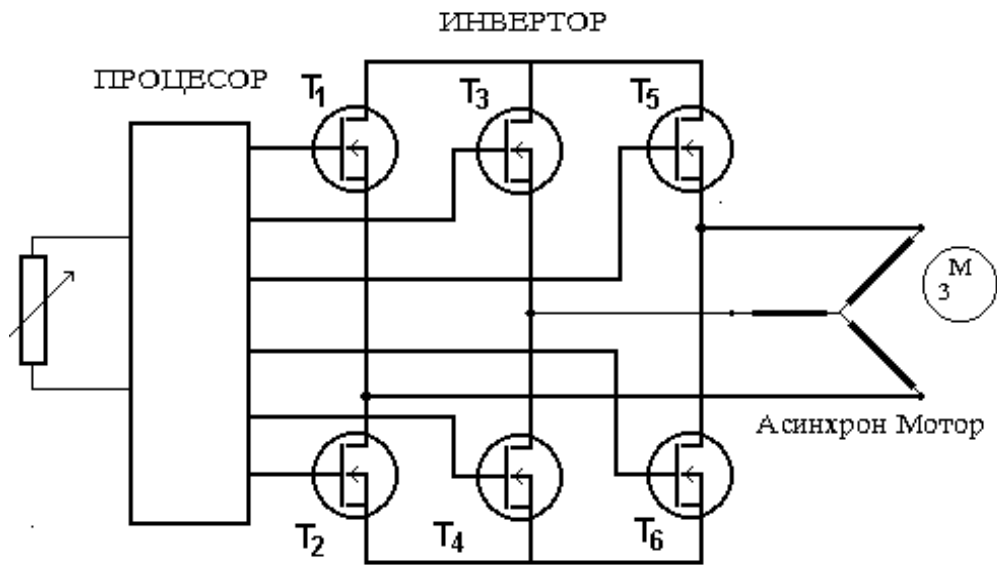 ИНВЕРТОР
ПРОЦЕСОР
T1
T3
T5
М
3
Асинхрон Мотор
T2
T4
T6